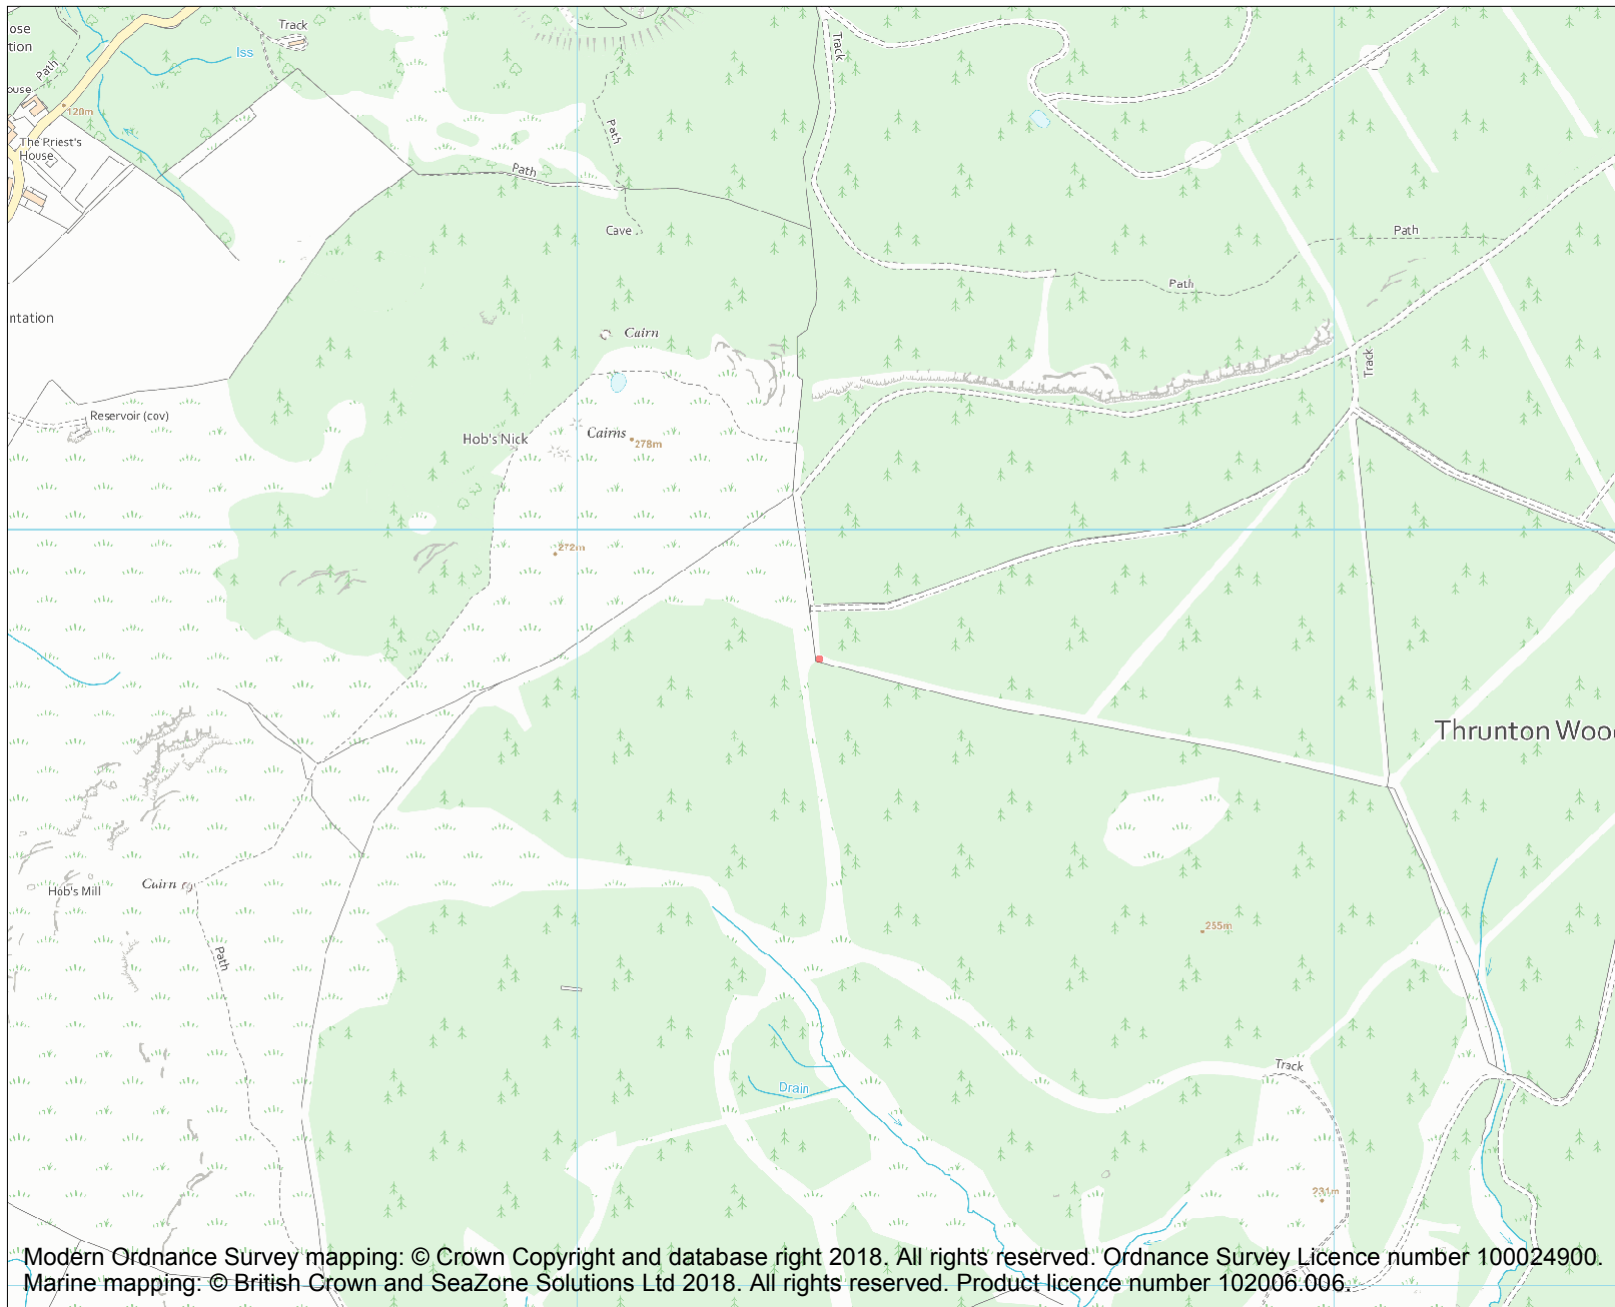 ose
tion
Track
Iss
Path
ouse
120m
The Priest's
House
Track
Path
Path
Cave
Path
Path
ntation
Cairn
Track
Reservoir (cov)
Hob's Nick
Cairns
278m
272m
Thrunton Wood
Cairn
Hob's Mill
Path
255m
Track
Drain
231m
Modern Ordnance Survey mapping: © Crown Copyright and database right 2018. All rights reserved. Ordnance Survey Licence number 100024900.
Marine mapping: © British Crown and SeaZone Solutions Ltd 2018. All rights reserved. Product licence number 102006.006.